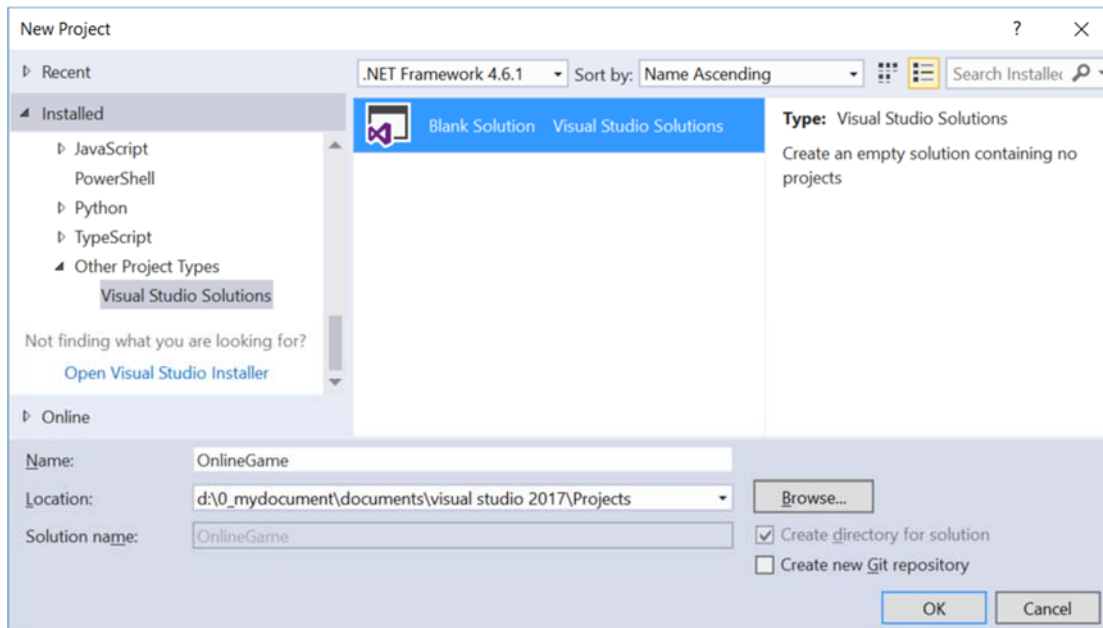 New Project
?
Recent
.NET Framework 4.6.1
Sort by: Name Ascending
Search Installed
Installed
JavaScript
PowerShell
Python
TypeScript
Other Project Types
Visual Studio Solutions
Not finding what you are looking for?
Open Visual Studio Installer
Online
Blank Solution Visual Studio Solutions
Type: Visual Studio Solutions
Create an empty solution containing no
projects
Name: OnlineGame
Location: d:\0_mydocument\documents\visual studio 2017\Projects
Browse...
Solution name: OnlineGame
Create directory for solution
Create new Git repository
OK
Cancel